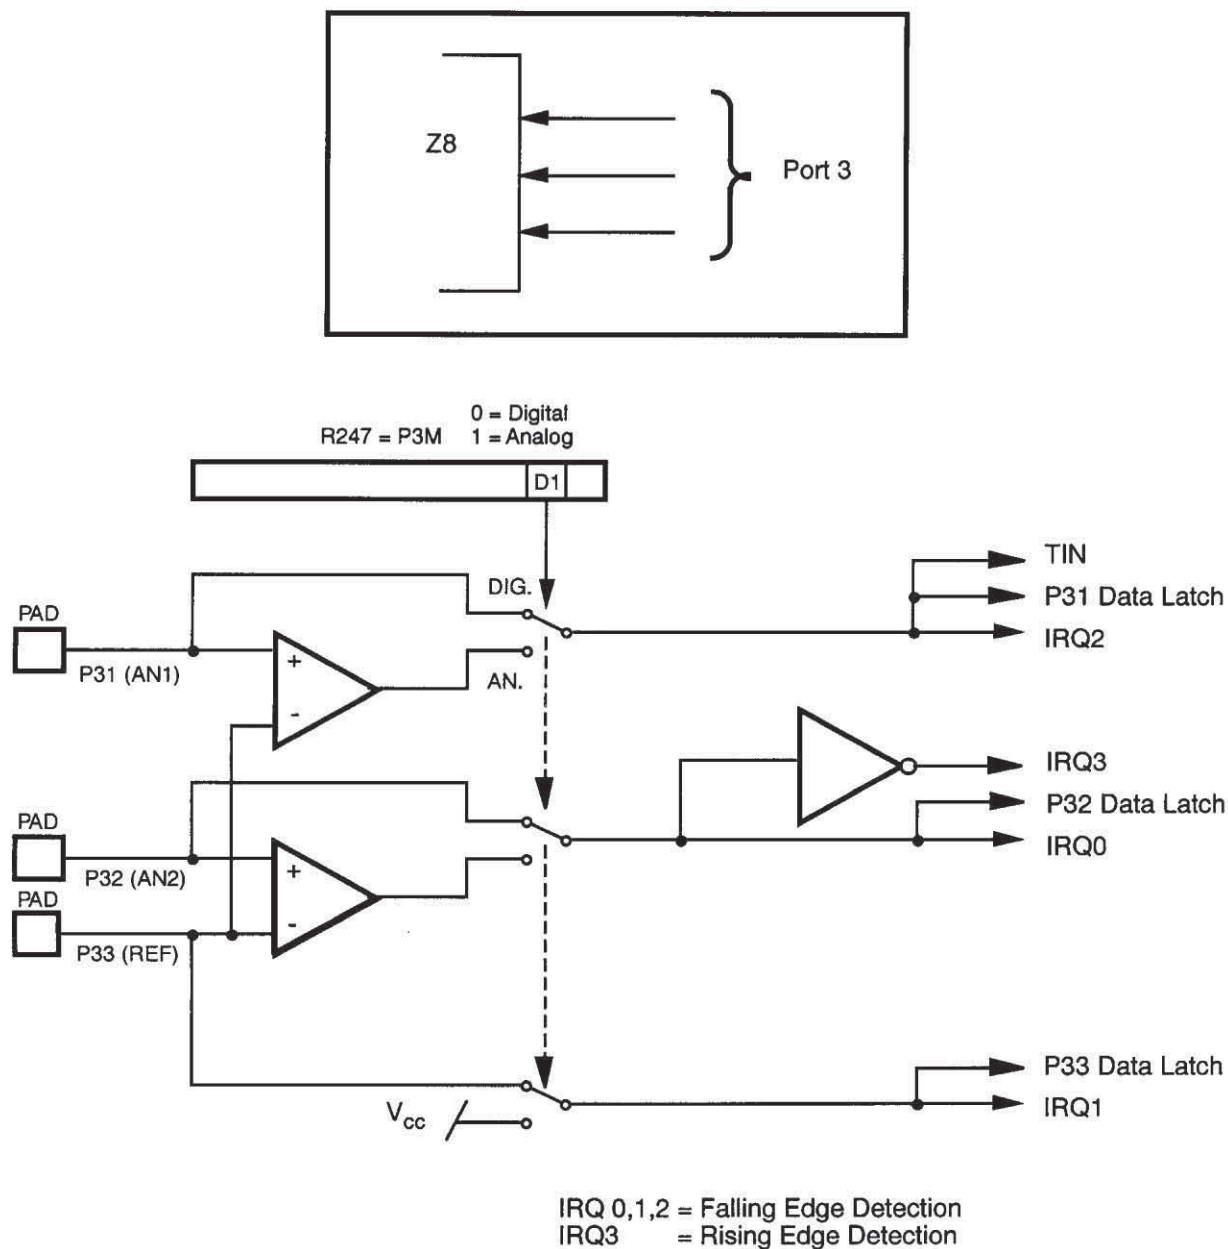 Z8
Port 3
0 = Digital
R247 = P3M 1 = Analog
D1
TIN
DIG.
P31 Data Latch
PAD
IRQ2
+
P31 (AN1)
AN.
-
IRQ3
P32 Data Latch
PAD
IRQ0
+
P32 (AN2)
PAD
-
P33 (REF)
P33 Data Latch
Vcc
IRQ1
IRQ 0,1,2 = Falling Edge Detection
IRQ3 = Rising Edge Detection